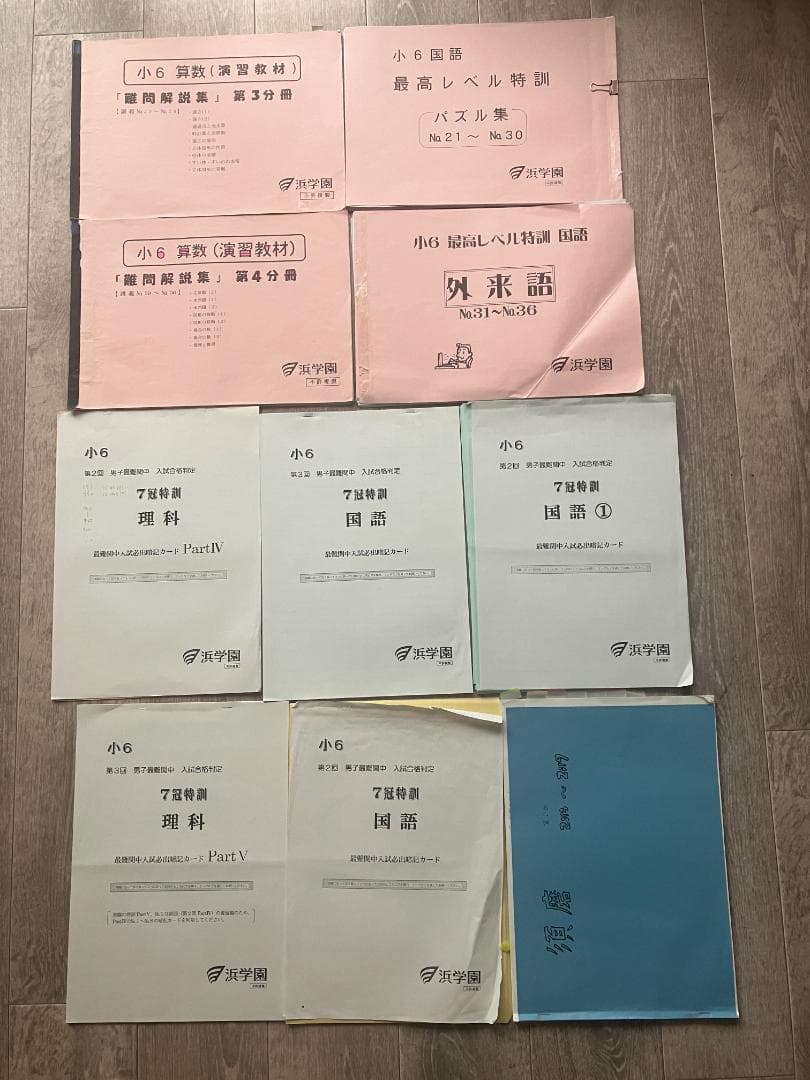 小6 算数(演習教材)
「難問解説集」 第3分冊
浜学園
不許複製
小6国語
最高レベル特訓
パズル集
No.21 ~ No.30
浜学園
小6 算数(演習教材)
「難問解説集」 第4分冊
浜学園
不許複製
小6 最高レベル特訓 国語
外来語
No.31~No.36
浜学園
小6
第2回 男子最難関中 入試合格判定
7冠特訓
理科
最難関中入試必出暗記カード PartⅣ
浜学園
小6
第3回 男子最難関中 入試合格判定
7冠特訓
国語
最難関中入試必出暗記カード
浜学園
小6
第2回 男子最難関中 入試合格判定
7冠特訓
国語①
最難関中入試必出暗記カード
浜学園
小6
第3回 男子最難関中 入試合格判定
7冠特訓
理科
最難関中入試必出暗記カード PartⅤ
浜学園
小6
第2回 男子最難関中 入試合格判定
7冠特訓
国語
最難関中入試必出暗記カード
浜学園
須磨